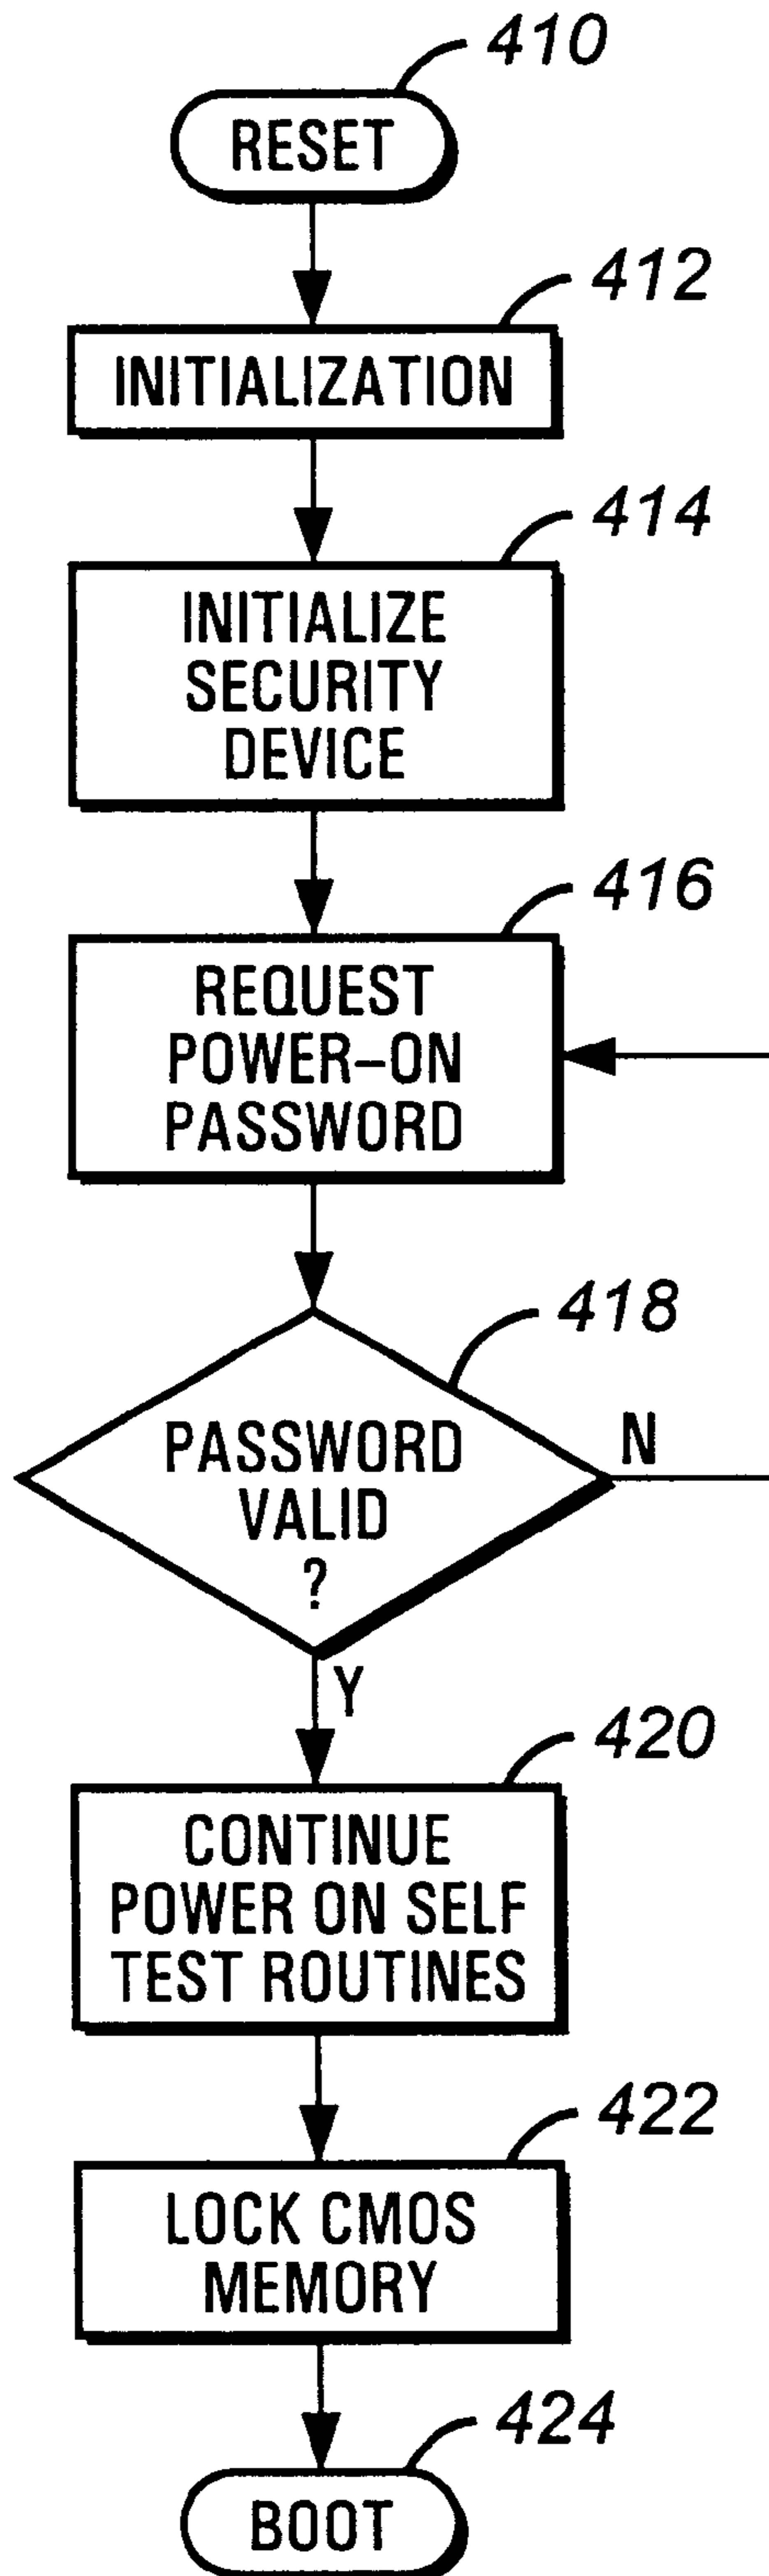 410
RESET
412
INITIALIZATION
414
INITIALIZE
SECURITY
DEVICE
416
REQUEST
POWER–ON
PASSWORD
418
PASSWORD
VALID
?
N
Y
420
CONTINUE
POWER ON SELF
TEST ROUTINES
422
LOCK CMOS
MEMORY
424
BOOT